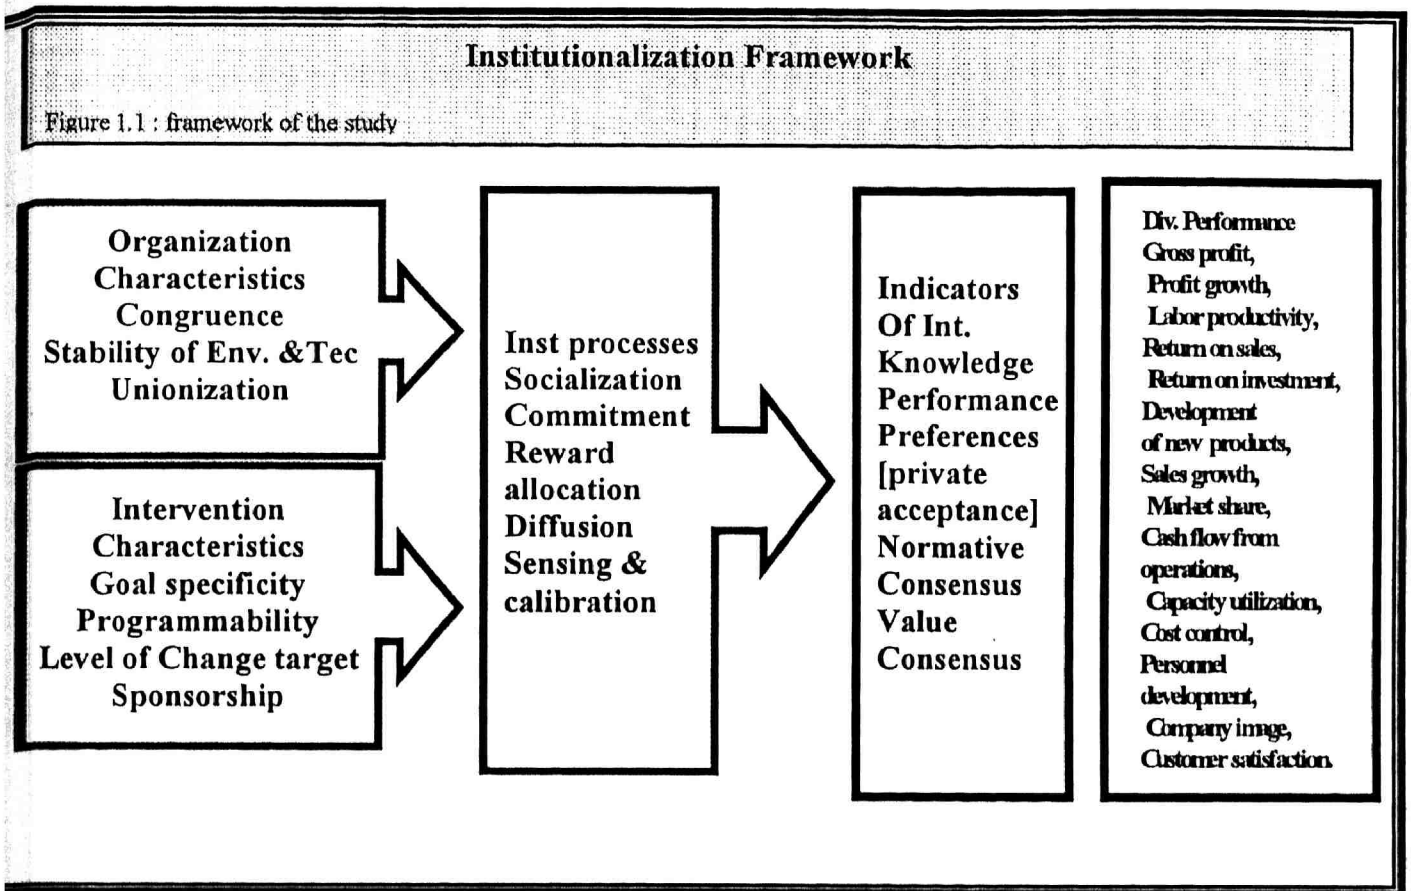 Institutionalization Framework
Figure 1.1 : framework of the study
Organization
Characteristics
Congruence
Stability of Env. &Tec
Unionization
Intervention
Characteristics
Goal specificity
Programmability
Level of Change target
Sponsorship
Inst processes
Socialization
Commitment
Reward
allocation
Diffusion
Sensing &
calibration
Indicators
Of Int.
Knowledge
Performance
Preferences
[private
acceptance]
Normative
Consensus
Value
Consensus
Div. Performance
Gross profit,
Profit growth,
Labor productivity,
Return on sales,
Return on investment,
Development
of new products,
Sales growth,
Market share,
Cash flow from
operations,
Capacity utilization,
Cost control,
Personnel
development,
Company image,
Customer satisfaction.